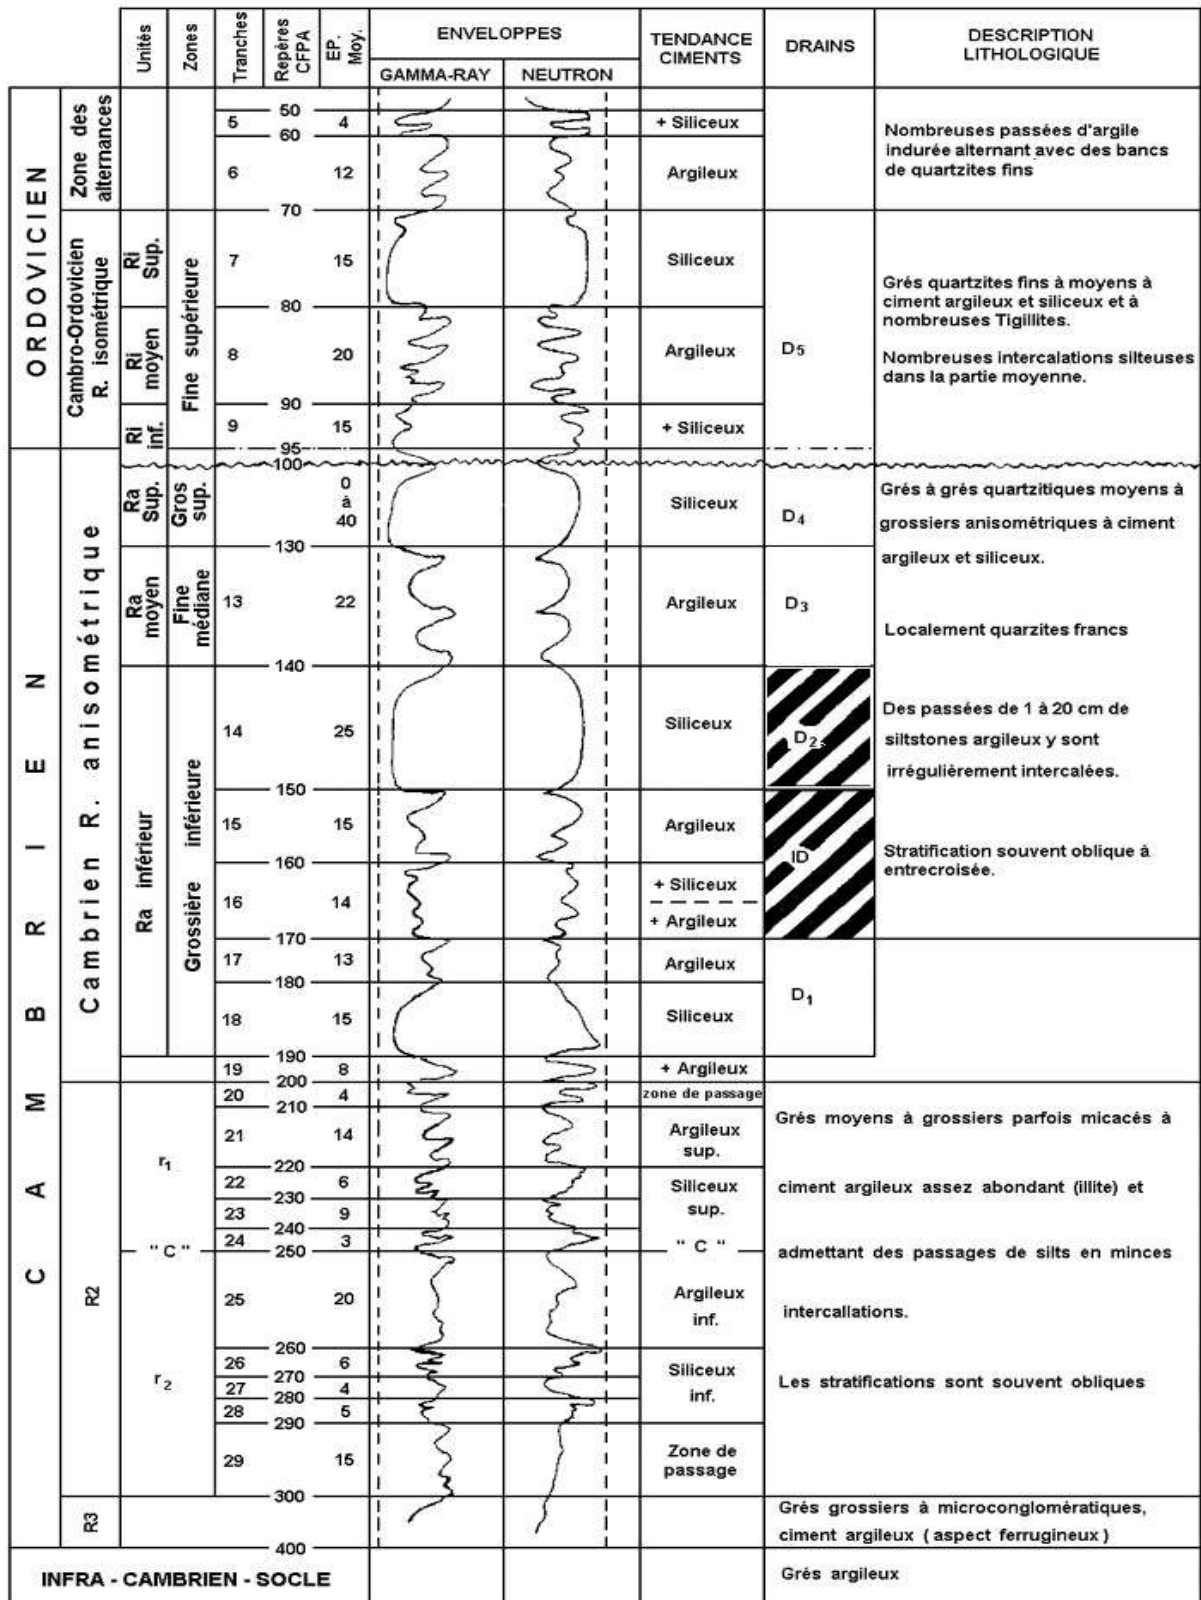 Unités
Zones
Tranches
Repères CFPA
EP. Moy.
ENVELOPPES
GAMMA-RAY
NEUTRON
TENDANCE
CIMENTS
DRAINS
DESCRIPTION
LITHOLOGIQUE
ORDOVICIEN
Zone des
alternances
Fine supérieure
50
5
4
+ Siliceux
60
6
12
Argileux
Nombreuses passées d'argile
indurée alternant avec des bancs
de quartzites fins
70
Cambro-Ordovicien
R. isométrique
Ri
Sup.
7
15
Siliceux
80
Ri
moyen
8
20
Argileux
D5
90
Ri
inf.
9
15
+ Siliceux
95
Grés quartzites fins à moyens à
ciment argileux et siliceux et à
nombreuses Tigillites.
Nombreuses intercalations silteuses
dans la partie moyenne.
CAMBRIEN
Cambrien R. anisométrique
100
Ra
Sup.
Gros
sup.
0
à
40
Siliceux
D4
130
Ra
moyen
Fine
médiane
13
22
Argileux
D3
140
Grés à grés quartzitiques moyens à
grossiers anisométriques à ciment
argileux et siliceux.
Localement quarzites francs
Ra inférieur
Grossière inférieure
14
25
Siliceux
D2
150
15
15
Argileux
ID
160
16
14
+ Siliceux
+ Argileux
170
Des passées de 1 à 20 cm de
siltstones argileux y sont
irrégulièrement intercalées.
Stratification souvent oblique à
entrecroisée.
17
13
Argileux
180
D1
18
15
Siliceux
190
19
8
+ Argileux
200
R2
r1
20
4
zone de passage
210
21
14
Argileux
sup.
220
22
6
Siliceux
sup.
230
23
9
240
24
3
" C "
" C "
250
25
20
Argileux
inf.
260
r2
26
6
Siliceux
inf.
270
27
4
280
28
5
290
29
15
Zone de
passage
300
Grés moyens à grossiers parfois micacés à
ciment argileux assez abondant (illite) et
admettant des passages de silts en minces
intercallations.
Les stratifications sont souvent obliques
R3
Grés grossiers à microconglomèratiques,
ciment argileux ( aspect ferrugineux )
400
INFRA - CAMBRIEN - SOCLE
Grés argileux